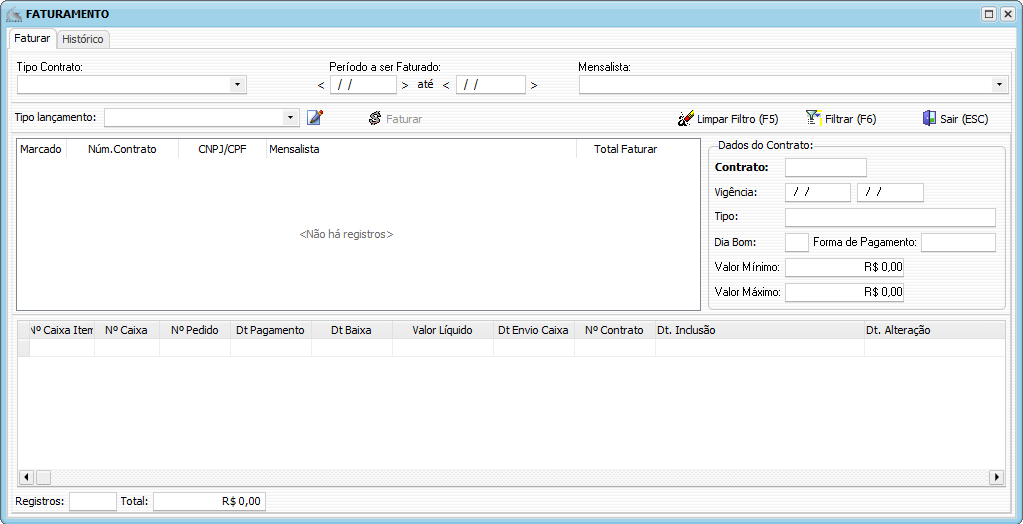 FATURAMENTO
Faturar Histórico
Tipo Contrato: Período a ser Faturado: Mensalista:
< / / > até < / / >
Tipo lançamento: Faturar Limpar Filtro (F5) Filtrar (F6) Sair (ESC)
Marcado Núm.Contrato CNPJ/CPF Mensalista Total Faturar
<Não há registros>
Dados do Contrato:
Contrato:
Vigência: / / / /
Tipo:
Dia Bom: Forma de Pagamento:
Valor Mínimo: R$ 0,00
Valor Máximo: R$ 0,00
Nº Caixa Item Nº Caixa Nº Pedido Dt Pagamento Dt Baixa Valor Líquido Dt Envio Caixa Nº Contrato Dt. Inclusão Dt. Alteração
Registros: Total: R$ 0,00